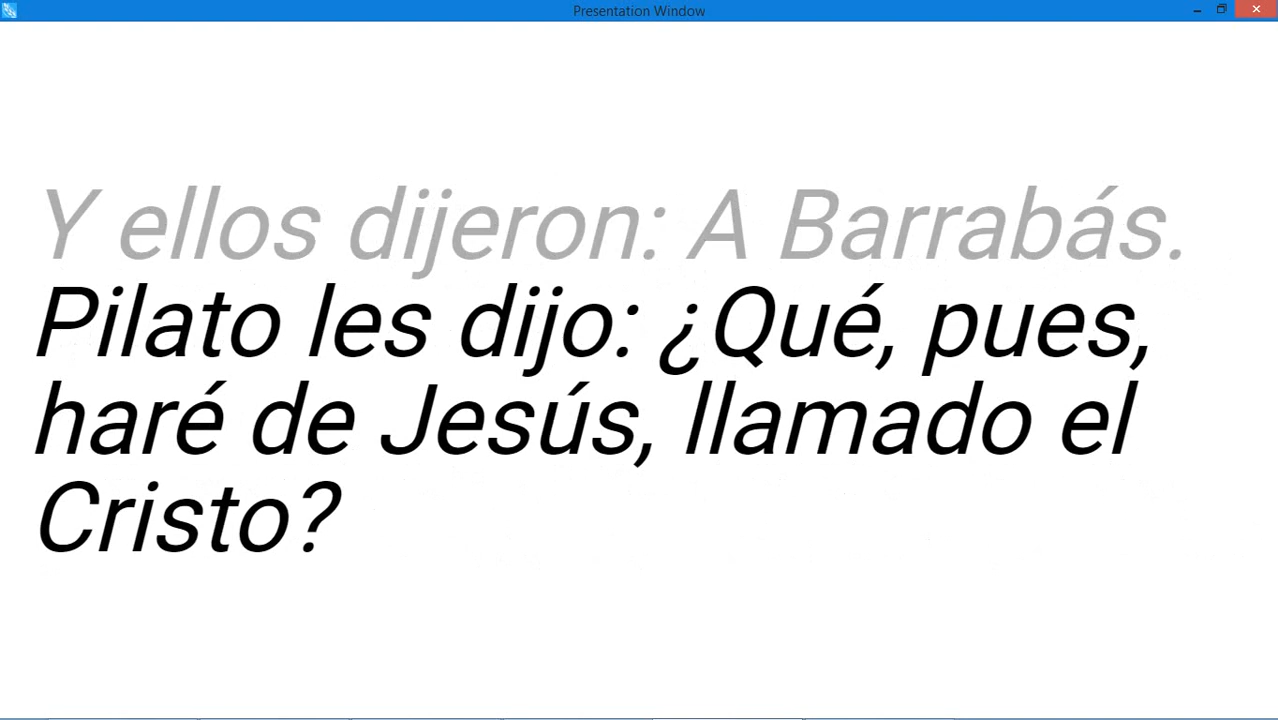 Presentation Window
Y ellos dijeron: A Barrabás.
Pilato les dijo: ¿Qué, pues,
haré de Jesús, llamado el
Cristo?